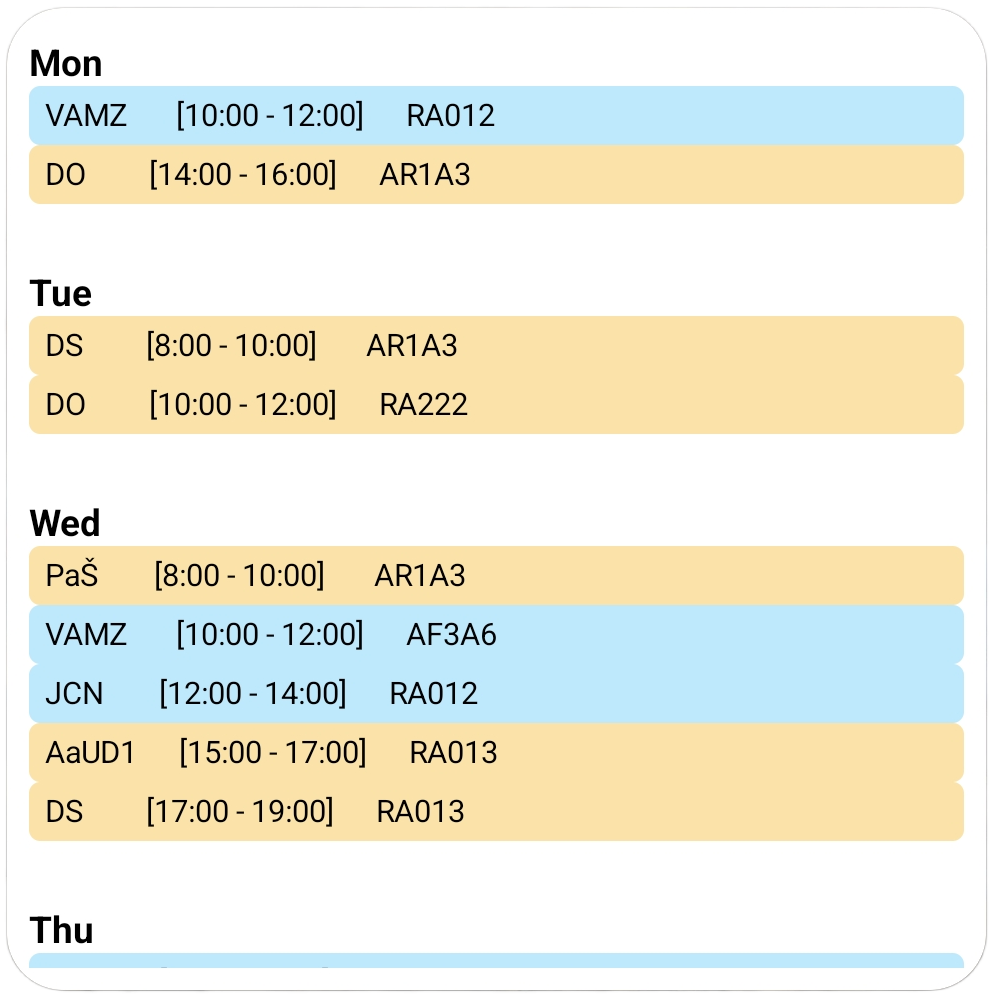 Mon
VAMZ [10:00 - 12:00] RA012
DO [14:00 - 16:00] AR1A3
Tue
DS [8:00 - 10:00] AR1A3
DO [10:00 - 12:00] RA222
Wed
PaŠ [8:00 - 10:00] AR1A3
VAMZ [10:00 - 12:00] AF3A6
JCN [12:00 - 14:00] RA012
AaUD1 [15:00 - 17:00] RA013
DS [17:00 - 19:00] RA013
Thu